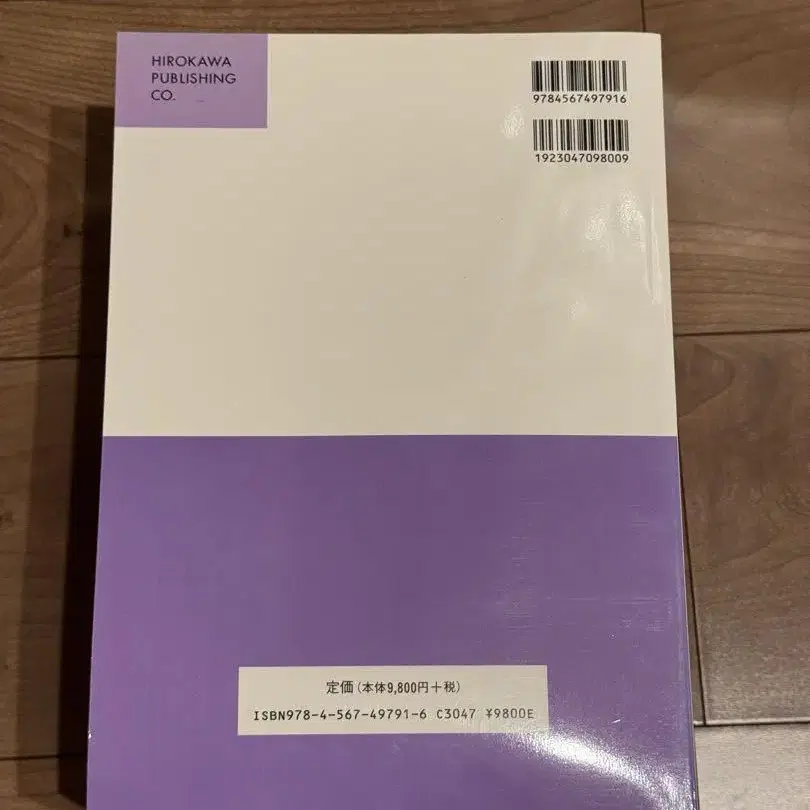 HIROKAWA
PUBLISHING
CO.
9784567497916
1923047098009
定価(本体9,800円+税)
ISBN978-4-567-49791-6 C3047 ¥9800E